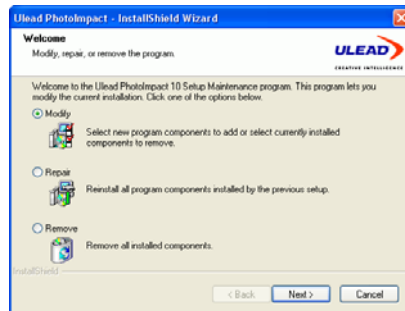 Ulead PhotoImpact - InstallShield Wizard
Welcome
Modify, repair, or remove the program.
ULEAD
CREATIVE INTELLIGENCE
Welcome to the Ulead PhotoImpact 10 Setup Maintenance program. This program lets you
modify the current installation. Click one of the options below.
Modify
Select new program components to add or select currently installed
components to remove.
Repair
Reinstall all program components installed by the previous setup.
Remove
Remove all installed components.
InstallShield
< Back
Next >
Cancel